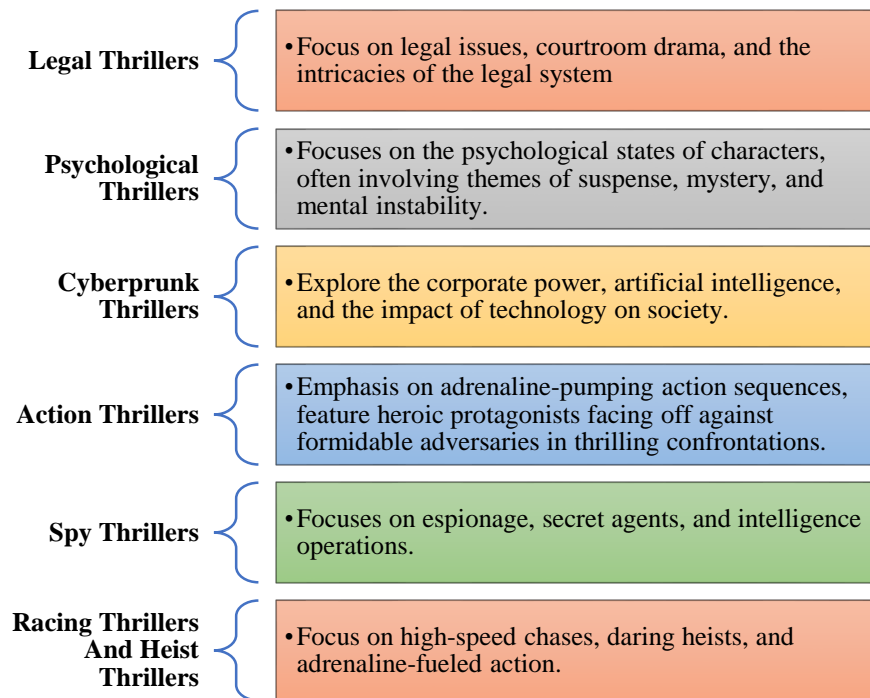 Legal Thrillers
•Focus on legal issues, courtroom drama, and the
intricacies of the legal system
Psychological
Thrillers
•Focuses on the psychological states of characters,
often involving themes of suspense, mystery, and
mental instability.
Cyberprunk
Thrillers
•Explore the corporate power, artificial intelligence,
and the impact of technology on society.
Action Thrillers
•Emphasis on adrenaline-pumping action sequences,
feature heroic protagonists facing off against
formidable adversaries in thrilling confrontations.
Spy Thrillers
•Focuses on espionage, secret agents, and intelligence
operations.
Racing Thrillers
And Heist
Thrillers
•Focus on high-speed chases, daring heists, and
adrenaline-fueled action.